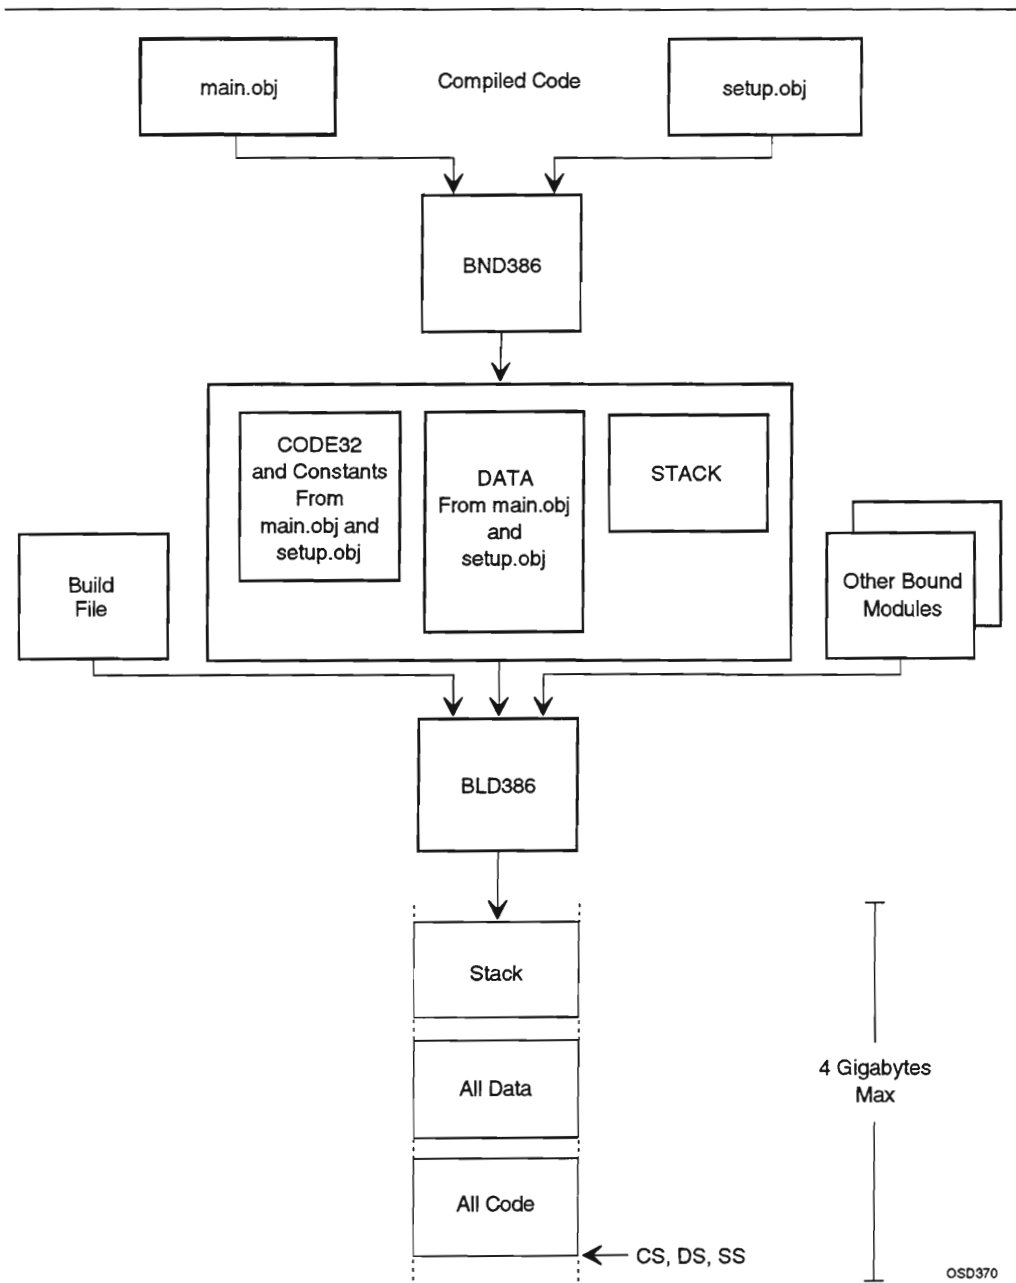 main.obj
Compiled Code
setup.obj
BND386
CODE32
and Constants
From
main.obj and
setup.obj
DATA
From main.obj
and
setup.obj
STACK
Build
File
Other Bound
Modules
BLD386
Stack
All Data
All Code
4 Gigabytes
Max
CS, DS, SS
OSD370